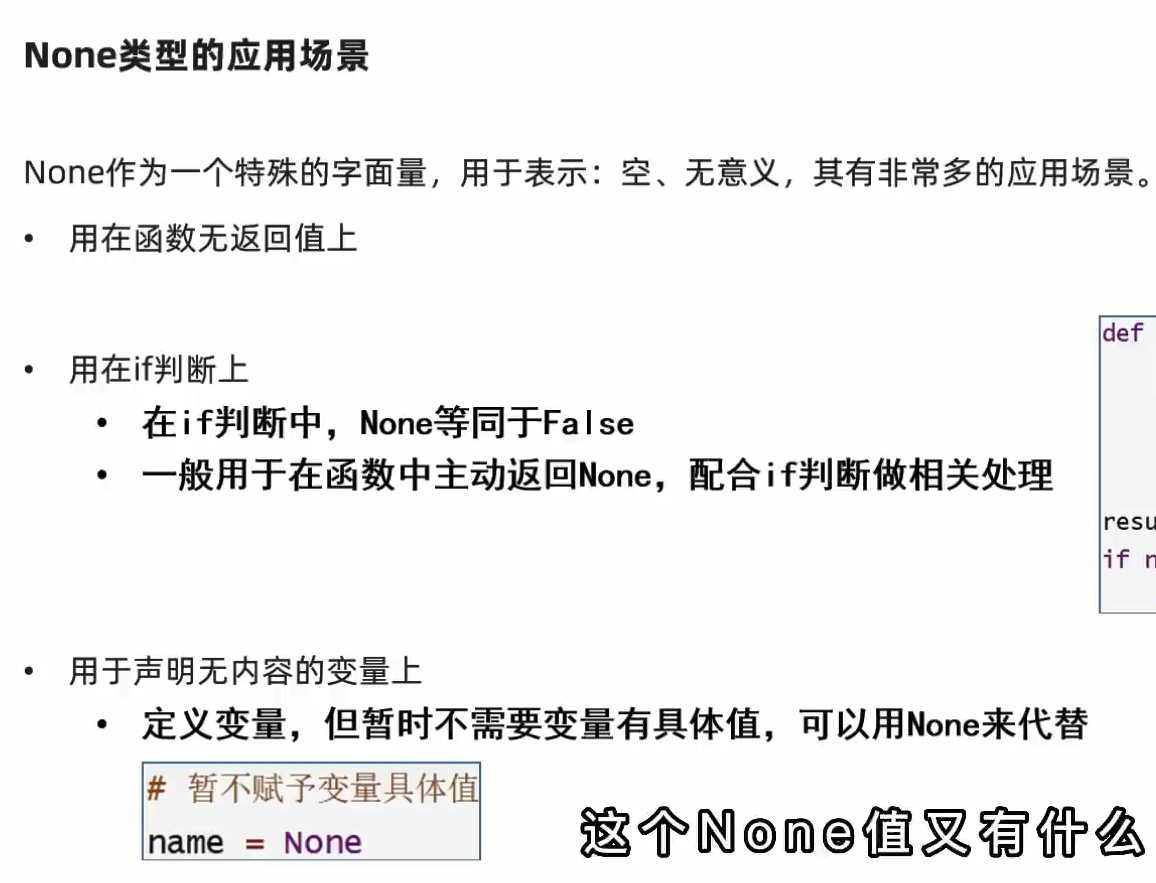 None类型的应用场景
None作为一个特殊的字面量，用于表示：空、无意义，其有非常多的应用场景。
• 用在函数无返回值上
• 用在if判断上
• 在if判断中，None等同于False
• 一般用于在函数中主动返回None，配合if判断做相关处理
def
resu
if n
• 用于声明无内容的变量上
• 定义变量，但暂时不需要变量有具体值，可以用None来代替
# 暂不赋予变量具体值
name = None
这个None值又有什么